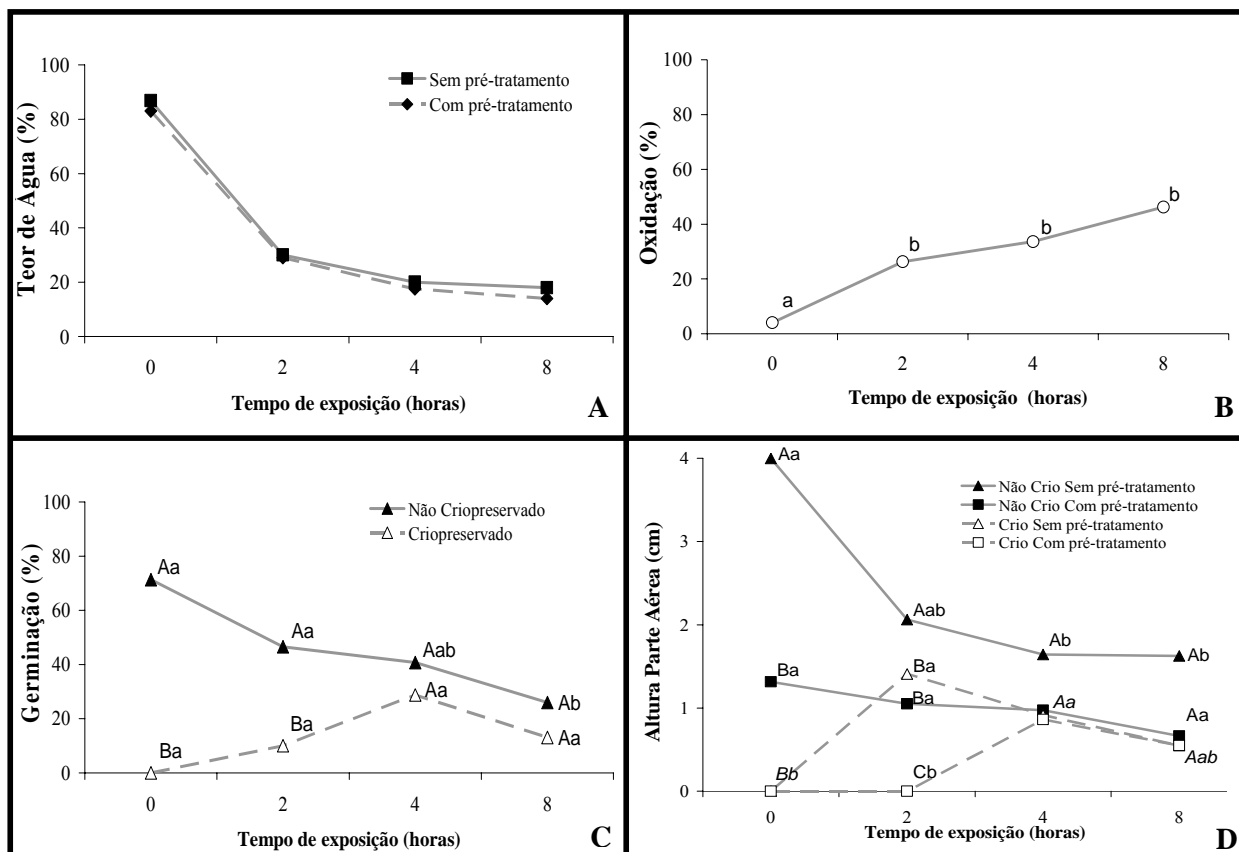 100
80
60
40
20
0
Teor de Água (%)
Sem pré-tratamento
Com pré-tratamento
0 2 4 8
Tempo de exposição (horas)
A
100
80
60
40
20
0
Oxidação (%)
a
b
b
b
0 2 4 8
Tempo de exposição (horas)
B
100
80
60
40
20
0
Germinação (%)
Não Criopreservado
Criopreservado
Aa
Aa
Aab
Ab
Ba
Ba
Aa
Aa
0 2 4 8
Tempo de exposição (horas)
C
4
3
2
1
0
Altura Parte Aérea (cm)
Não Crio Sem pré-tratamento
Não Crio Com pré-tratamento
Crio Sem pré-tratamento
Crio Com pré-tratamento
Aa
Aab
Ab
Ab
Ba
Ba
Ba
Aa
Aa
Aab
Bb
Cb
0 2 4 8
Tempo de exposição (horas)
D